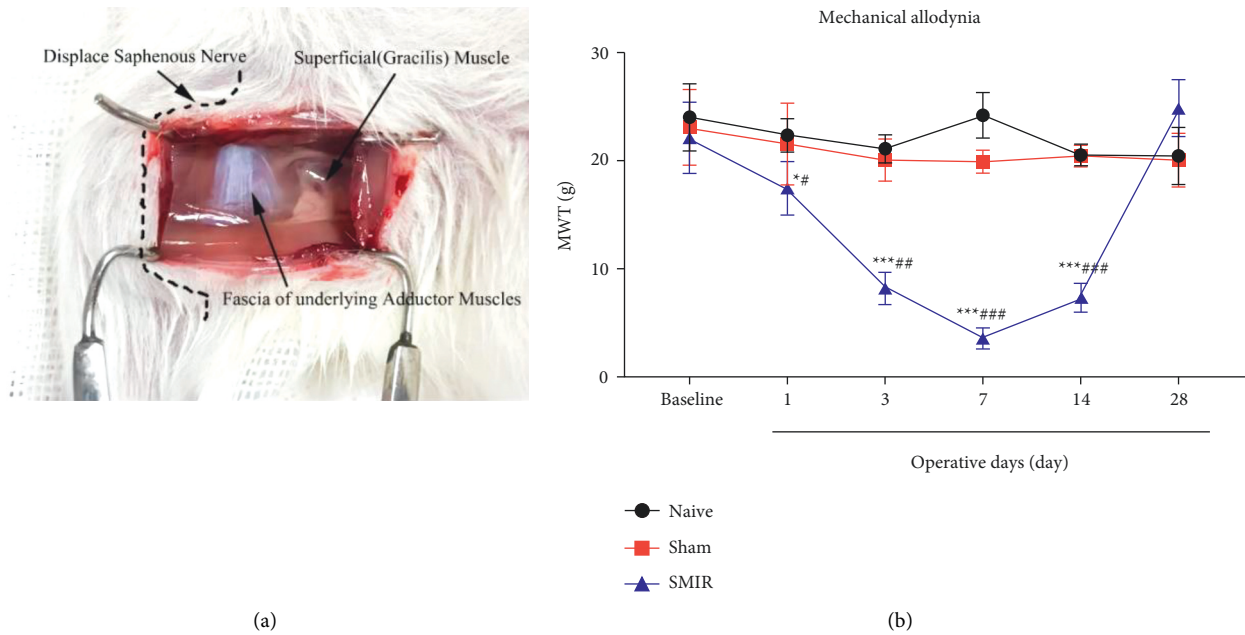 Displace Saphenous Nerve
Superficial(Gracilis) Muscle
Fascia of underlying Adductor Muscles
(a)
Mechanical allodynia
MWT (g)
30
20
10
0
*#
***##
***###
***###
Baseline
1
3
7
14
28
Operative days (day)
Naive
Sham
SMIR
(b)